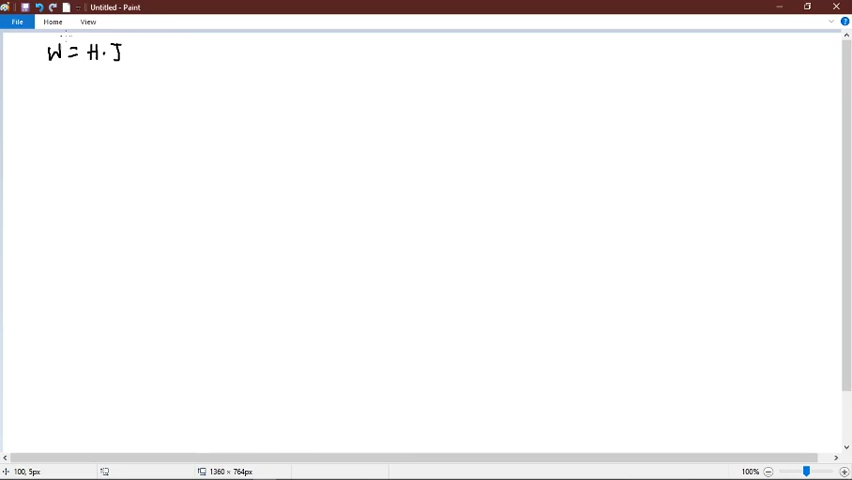 Untitled - Paint
File Home View
W = H · J
100, 5px
1360 × 764px
100%